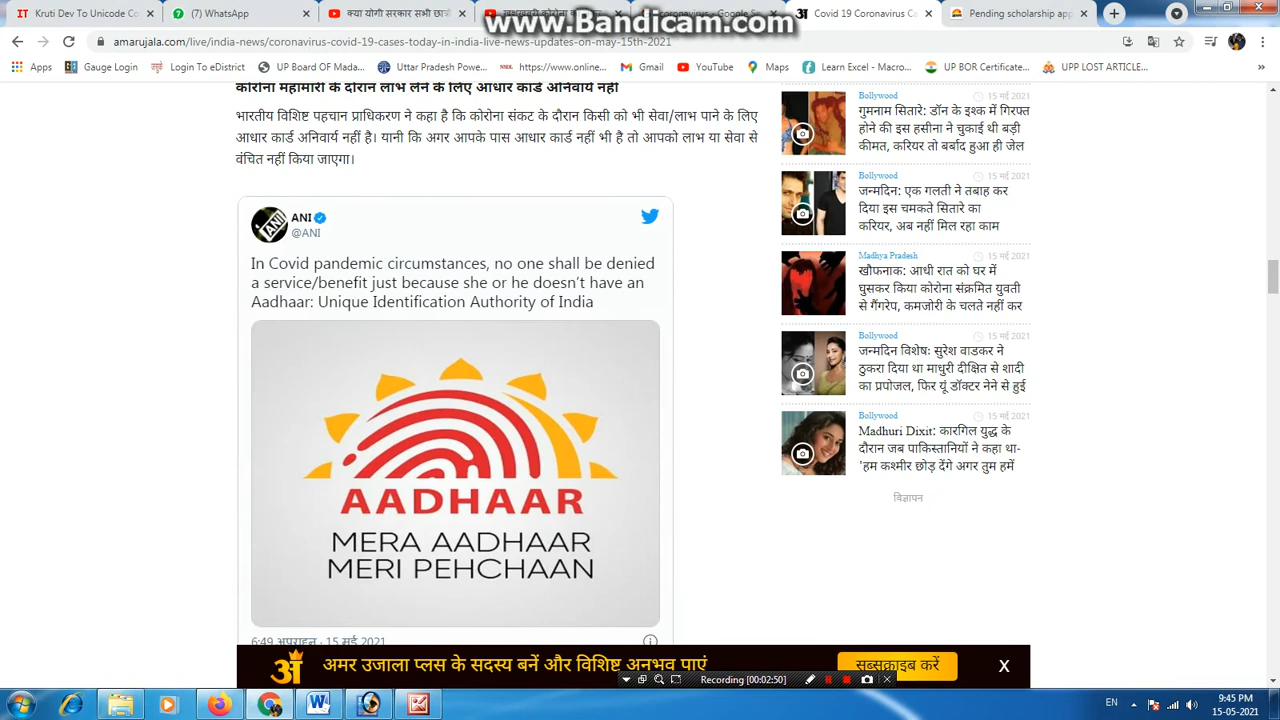 www.Bandicam.com
Kruti Dev To Unicode Co
(7) WhatsApp
क्या योगी सरकार सभी छा
Covid 19 Coronavirus Ca
Pending scholarship app
amarujala.com/live/india-news/coronavirus-covid-19-cases-today-in-india-live-news-updates-on-may-15th-2021
Apps
Gauge Login
Login To eDistrict
UP Board OF Mada...
Uttar Pradesh Power...
https://www.online...
Gmail
YouTube
Maps
Learn Excel - Macro...
UP BOR Certificate...
UPP LOST ARTICLE...
»
कोरोना महामारी के दौरान लाभ लेने के लिए आधार कार्ड अनिवार्य नहीं
भारतीय विशिष्ट पहचान प्राधिकरण ने कहा है कि कोरोना संकट के दौरान किसी को भी सेवा/लाभ पाने के लिए
आधार कार्ड अनिवार्य नहीं है। यानी कि अगर आपके पास आधार कार्ड नहीं भी है तो आपको लाभ या सेवा से
वंचित नहीं किया जाएगा।
ANI
@ANI
In Covid pandemic circumstances, no one shall be denied
a service/benefit just because she or he doesn't have an
Aadhaar: Unique Identification Authority of India
AADHAAR
MERA AADHAAR
MERI PEHCHAAN
6:49 अपराह्न · 15 मई 2021
Bollywood
15 मई 2021
गुमनाम सितारे: डॉन के इश्क में गिरफ्त
होने की इस हसीना ने चुकाई थी बड़ी
कीमत, करियर तो बर्बाद हुआ ही जेल
Bollywood
15 मई 2021
जन्मदिन: एक गलती ने तबाह कर
दिया इस चमकते सितारे का
करियर, अब नहीं मिल रहा काम
Madhya Pradesh
15 मई 2021
खौफनाक: आधी रात को घर में
घुसकर किया कोरोना संक्रमित युवती
से गैंगरेप, कमजोरी के चलते नहीं कर
Bollywood
15 मई 2021
जन्मदिन विशेष: सुरेश वाडकर ने
ठुकरा दिया था माधुरी दीक्षित से शादी
का प्रपोजल, फिर यूं डॉक्टर नेने से हुई
Bollywood
15 मई 2021
Madhuri Dixit: कारगिल युद्ध के
दौरान जब पाकिस्तानियों ने कहा था-
'हम कश्मीर छोड़ देंगे अगर तुम हमें
विज्ञापन
अ
अमर उजाला प्लस के सदस्य बनें और विशिष्ट अनुभव पाएं
सब्सक्राइब करें
X
Recording [00:02:50]
EN
9:45 PM
15-05-2021